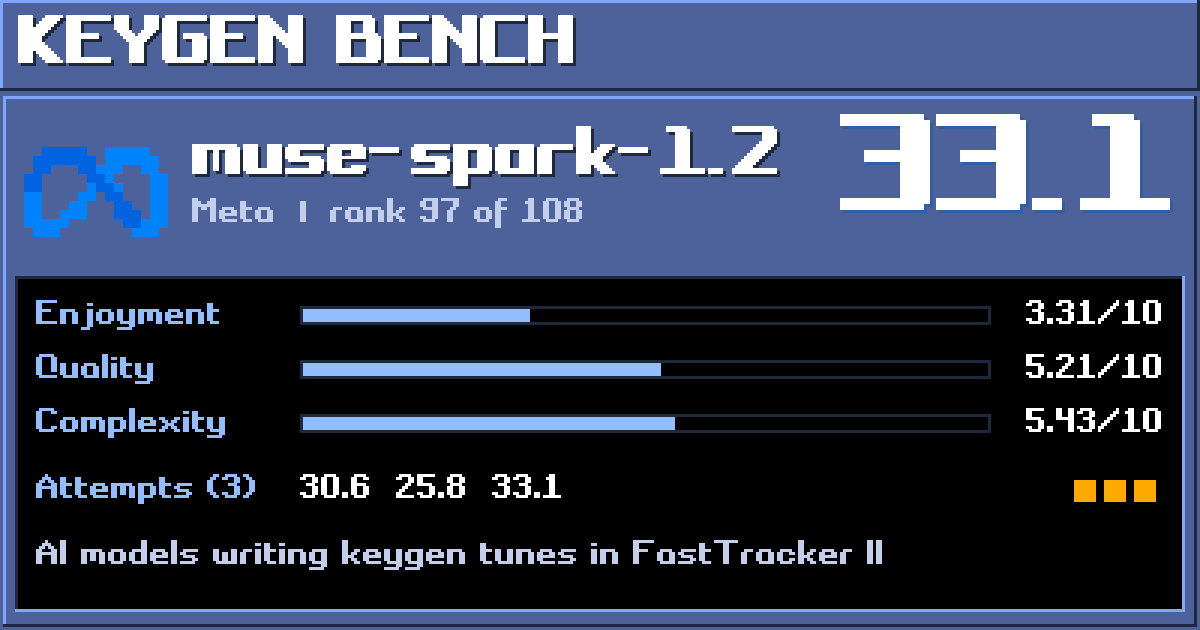 KEYGEN BENCH
muse-spark-1.2
33.1
Meta | rank 97 of 108
Enjoyment 3.31/10
Quality 5.21/10
Complexity 5.43/10
Attempts (3) 30.6 25.8 33.1
AI models writing keygen tunes in FastTracker II